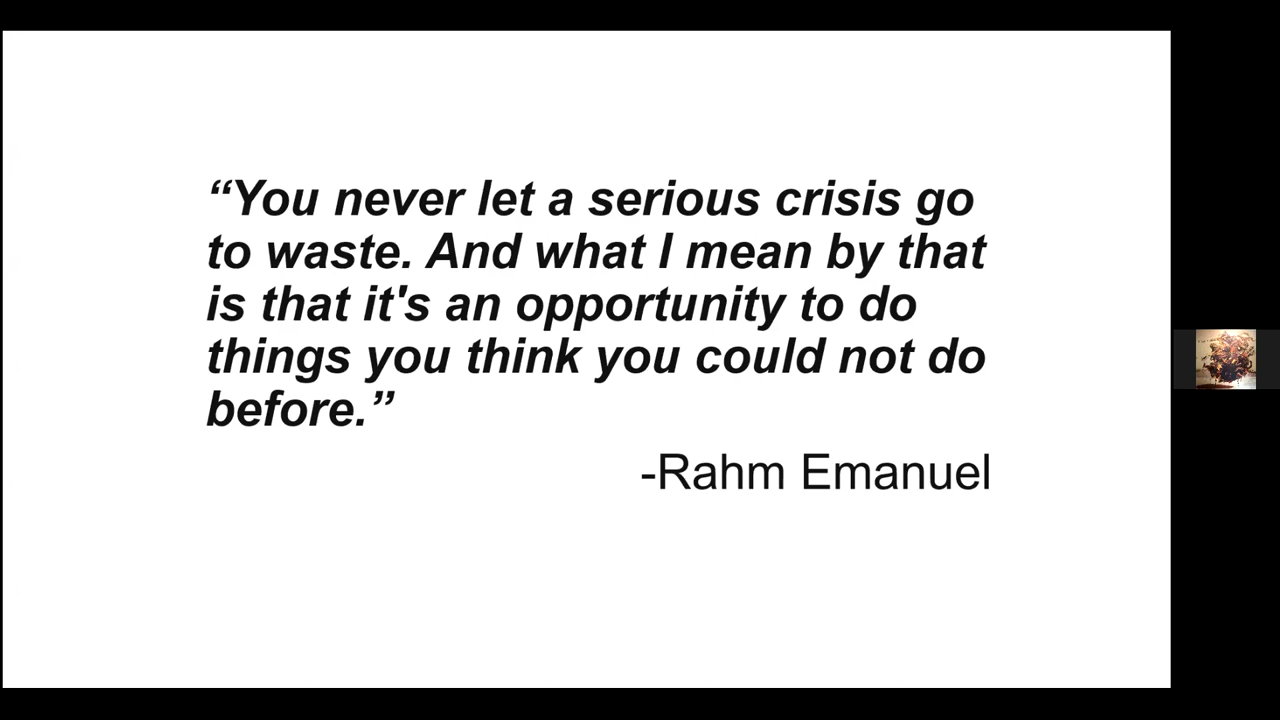 “You never let a serious crisis go
to waste. And what I mean by that
is that it's an opportunity to do
things you think you could not do
before.”
-Rahm Emanuel